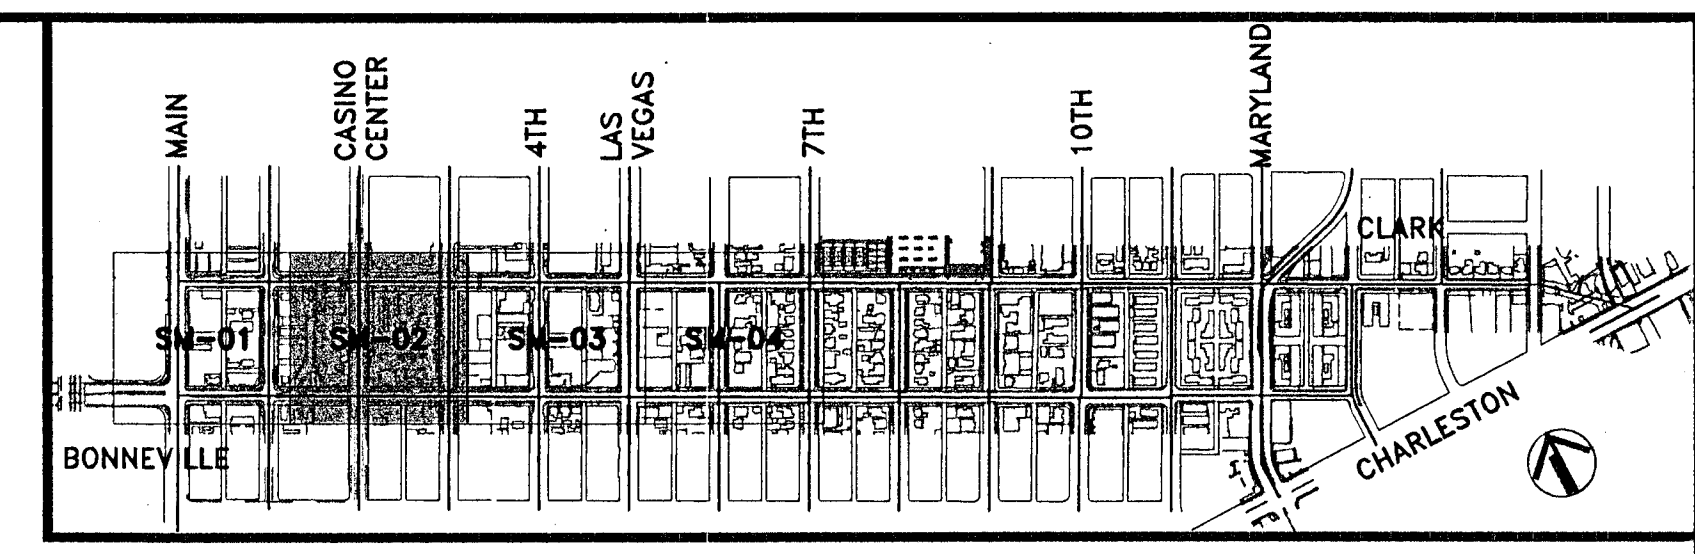 MAIN
CASINO
CENTER
4TH
LAS
VEGAS
7TH
10TH
MARYLAND
CLARK
SM-01
SM-02
SM-03
SM-04
BONNEVILLE
CHARLESTON